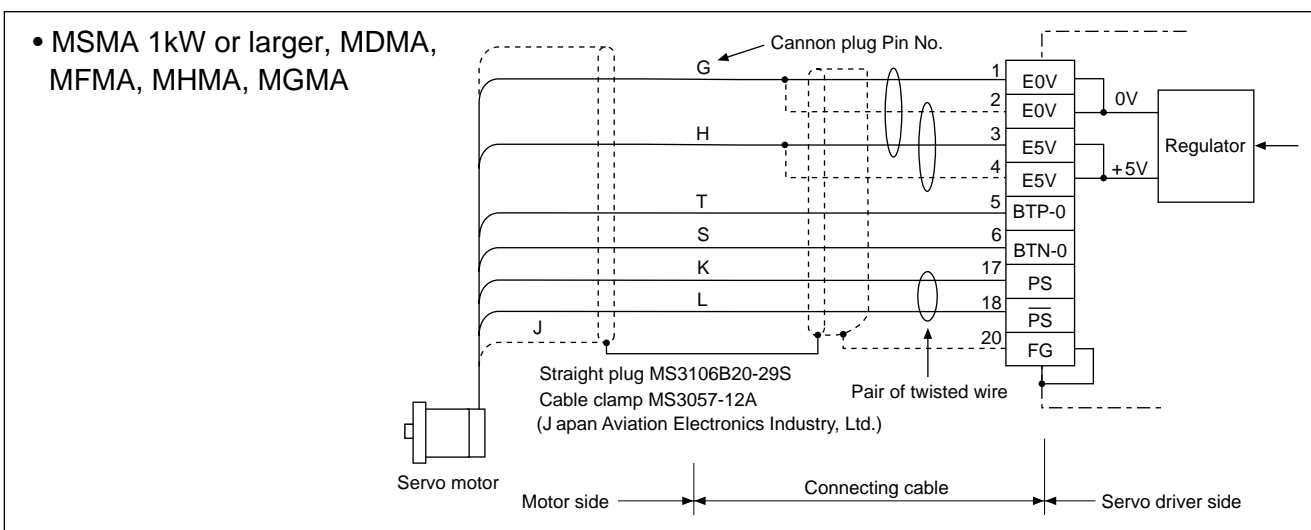 • MSMA 1kW or larger, MDMA,
MFMA, MHMA, MGMA
Cannon plug Pin No.
G
1
E0V
2
E0V
0V
H
3
E5V
Regulator
4
E5V
+5V
T
5
BTP-0
S
6
BTN-0
K
17
PS
L
18
P̅S̅
J
20
FG
Straight plug MS3106B20-29S
Cable clamp MS3057-12A
(J apan Aviation Electronics Industry, Ltd.)
Pair of twisted wire
Servo motor
Motor side
Connecting cable
Servo driver side